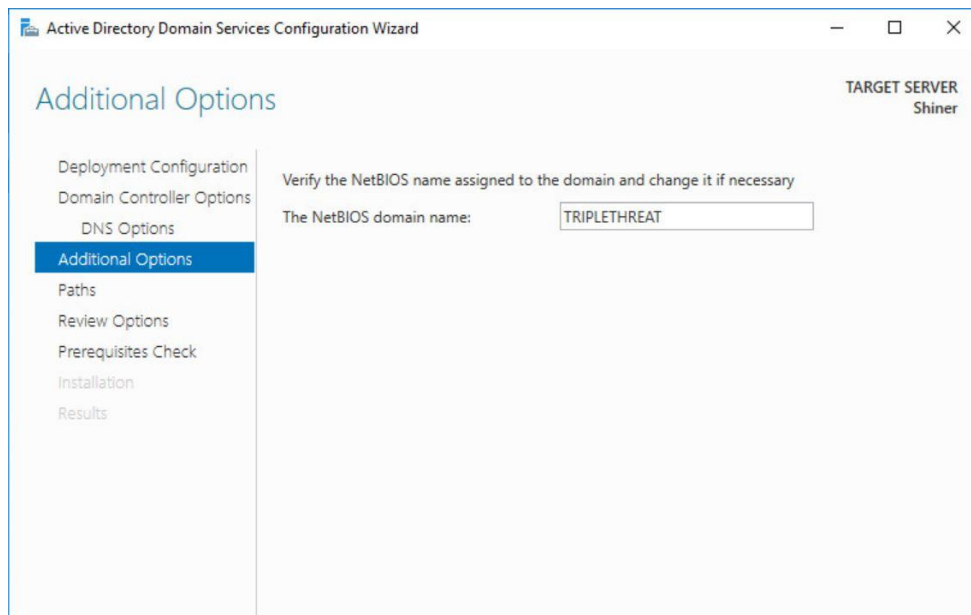 Active Directory Domain Services Configuration Wizard
Additional Options
TARGET SERVER
Shiner
Deployment Configuration
Domain Controller Options
DNS Options
Additional Options
Paths
Review Options
Prerequisites Check
Installation
Results
Verify the NetBIOS name assigned to the domain and change it if necessary
The NetBIOS domain name: TRIPLETHREAT